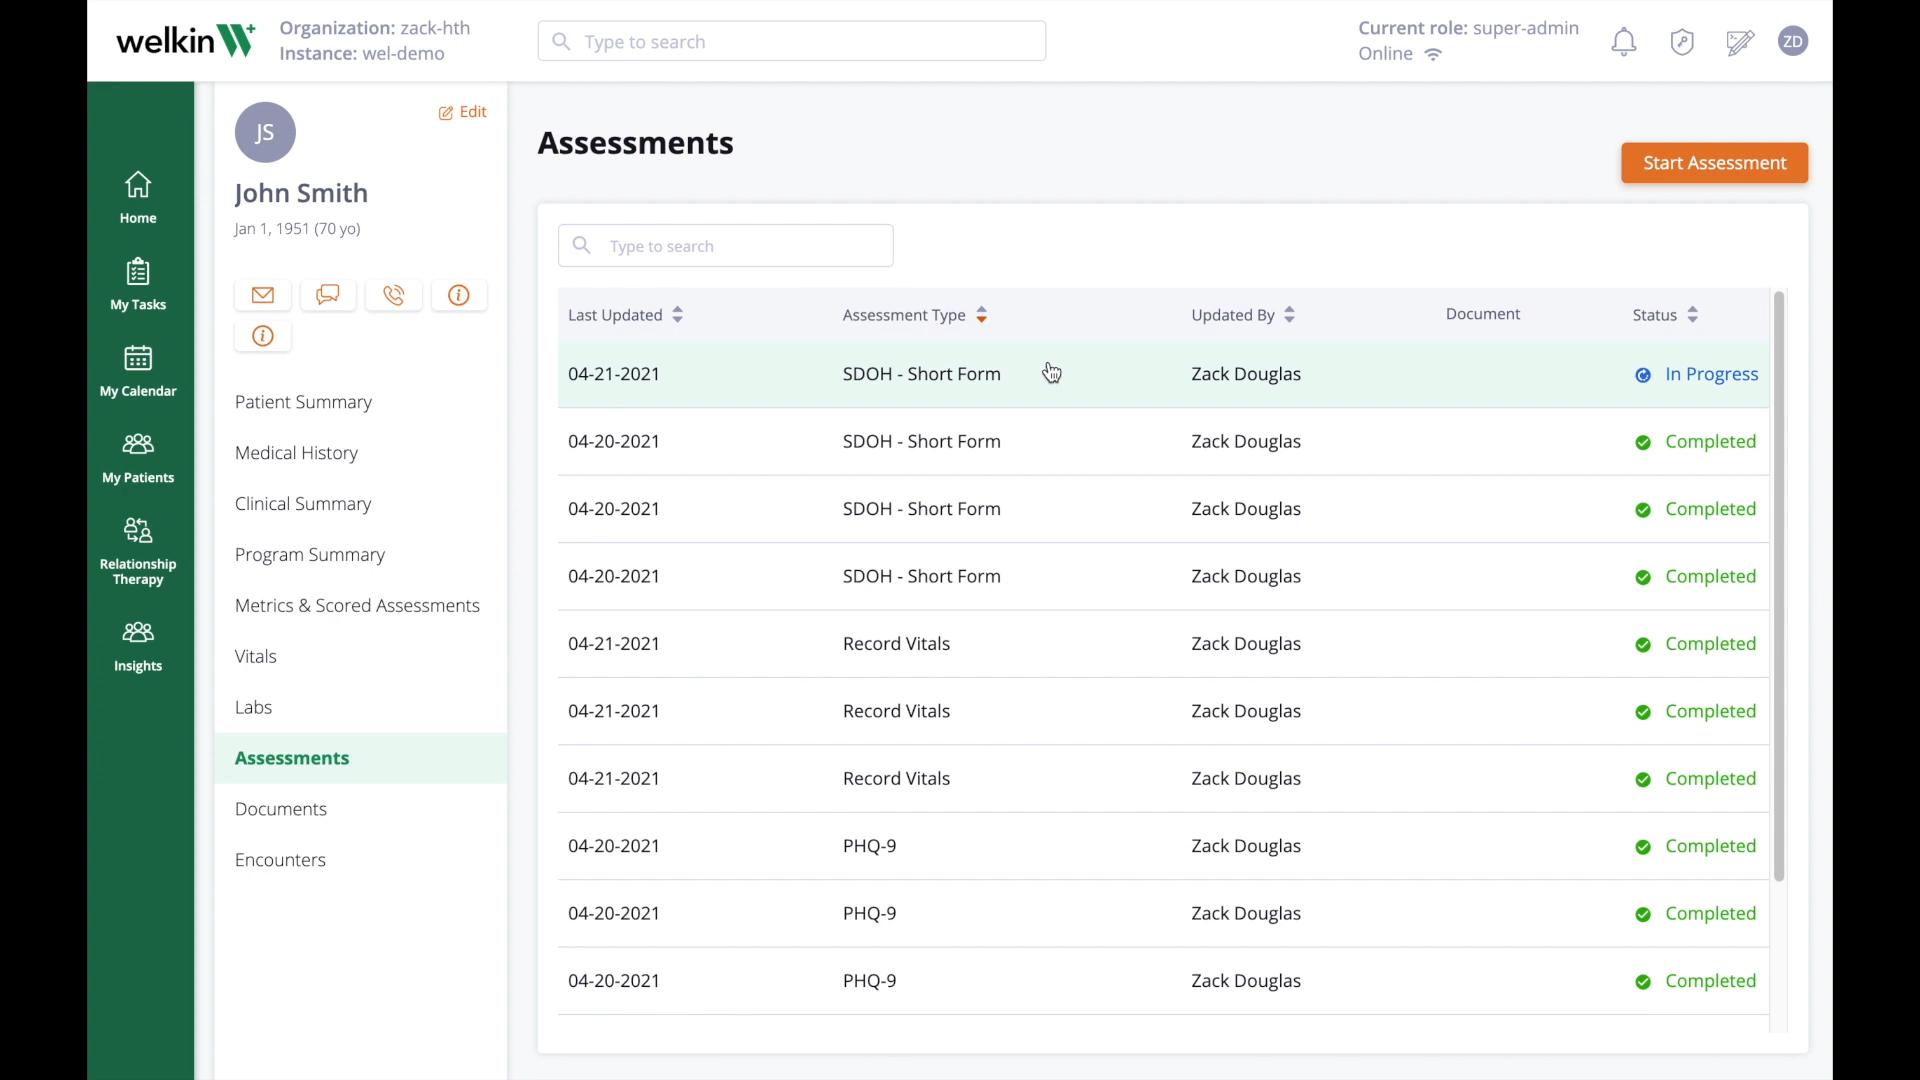 welkin
Organization: zack-hth
Instance: wel-demo
Type to search
Current role: super-admin
Online
ZD
Home
My Tasks
My Calendar
My Patients
Relationship
Therapy
Insights
JS
Edit
John Smith
Jan 1, 1951 (70 yo)
Patient Summary
Medical History
Clinical Summary
Program Summary
Metrics & Scored Assessments
Vitals
Labs
Assessments
Documents
Encounters
Assessments
Start Assessment
Type to search
Last Updated Assessment Type Updated By Document Status
04-21-2021 SDOH - Short Form Zack Douglas In Progress
04-20-2021 SDOH - Short Form Zack Douglas Completed
04-20-2021 SDOH - Short Form Zack Douglas Completed
04-20-2021 SDOH - Short Form Zack Douglas Completed
04-21-2021 Record Vitals Zack Douglas Completed
04-21-2021 Record Vitals Zack Douglas Completed
04-21-2021 Record Vitals Zack Douglas Completed
04-20-2021 PHQ-9 Zack Douglas Completed
04-20-2021 PHQ-9 Zack Douglas Completed
04-20-2021 PHQ-9 Zack Douglas Completed